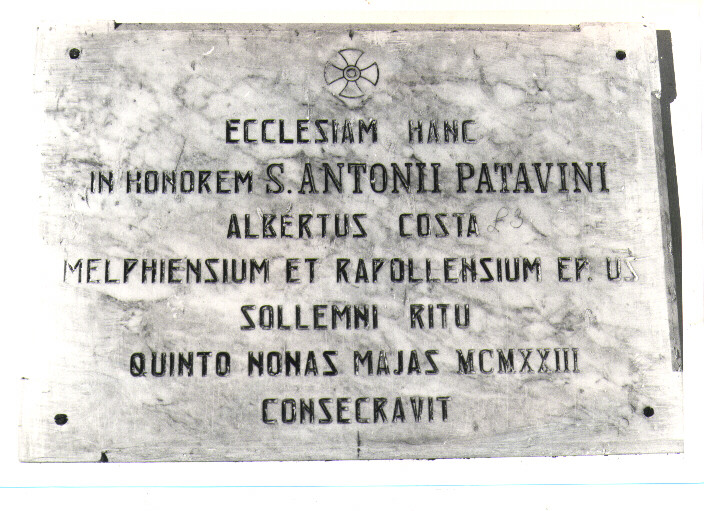 ECCLESIAM HANC
IN HONOREM S. ANTONII PATAVINI
ALBERTUS COSTA
MELPHIENSIUM ET RAPOLLENSIUM EP. US
SOLLEMNI RITU
QUINTO NONAS MAJAS MCMXXIII
CONSECRAVIT